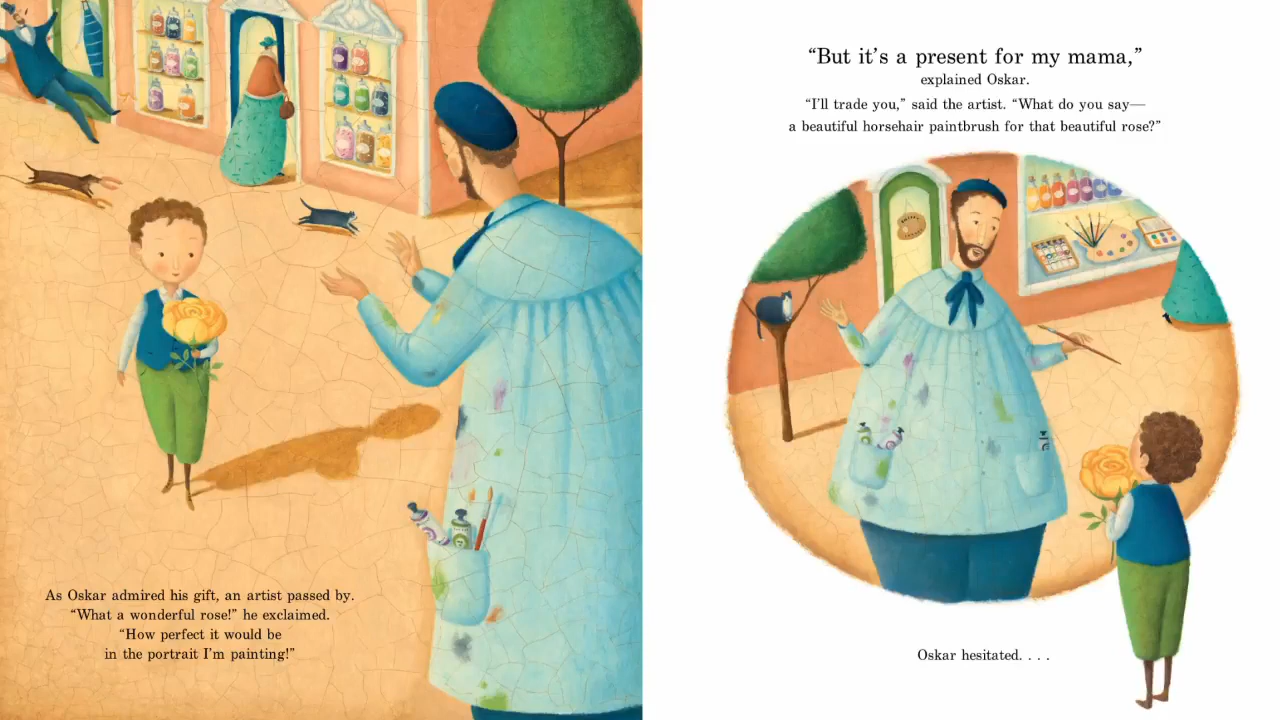 As Oskar admired his gift, an artist passed by.
“What a wonderful rose!” he exclaimed.
“How perfect it would be
in the portrait I’m painting!”
“But it’s a present for my mama,”
explained Oskar.
“I’ll trade you,” said the artist. “What do you say—
a beautiful horsehair paintbrush for that beautiful rose?”
Oskar hesitated. . . .